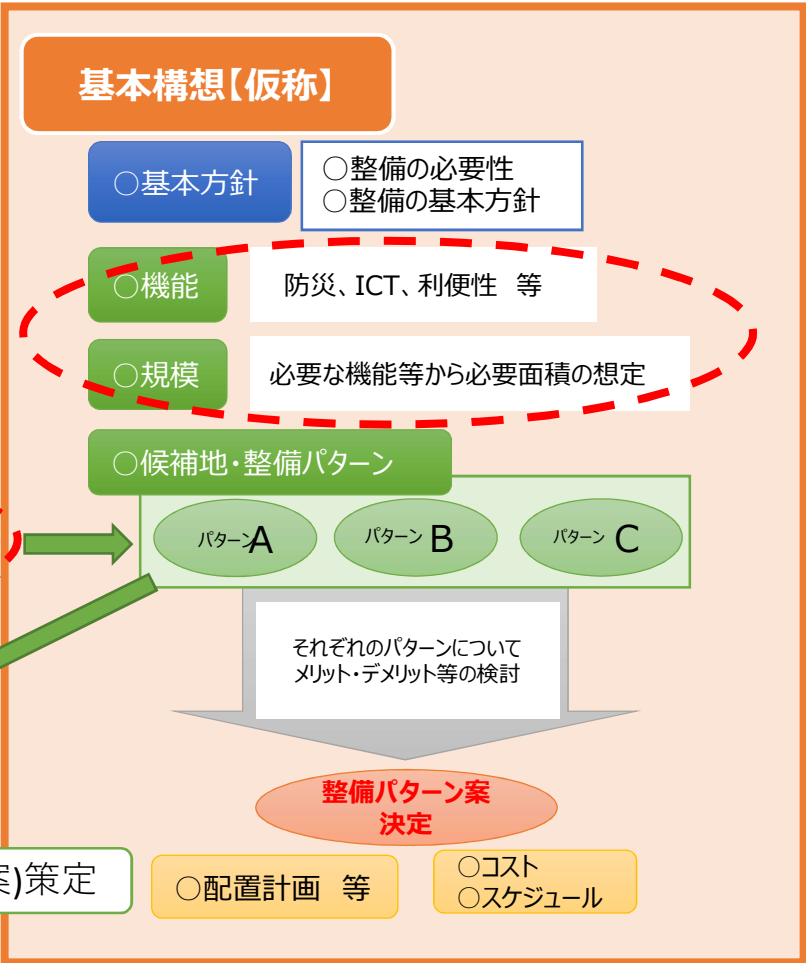 基本構想【仮称】
○基本方針
○整備の必要性
○整備の基本方針
○機能
防災、ICT、利便性　等
○規模
必要な機能等から必要面積の想定
○候補地・整備パターン
パターンA
パターン B
パターン C
それぞれのパターンについて
メリット・デメリット等の検討
整備パターン案
決定
案)策定
○配置計画　等
○コスト
○スケジュール